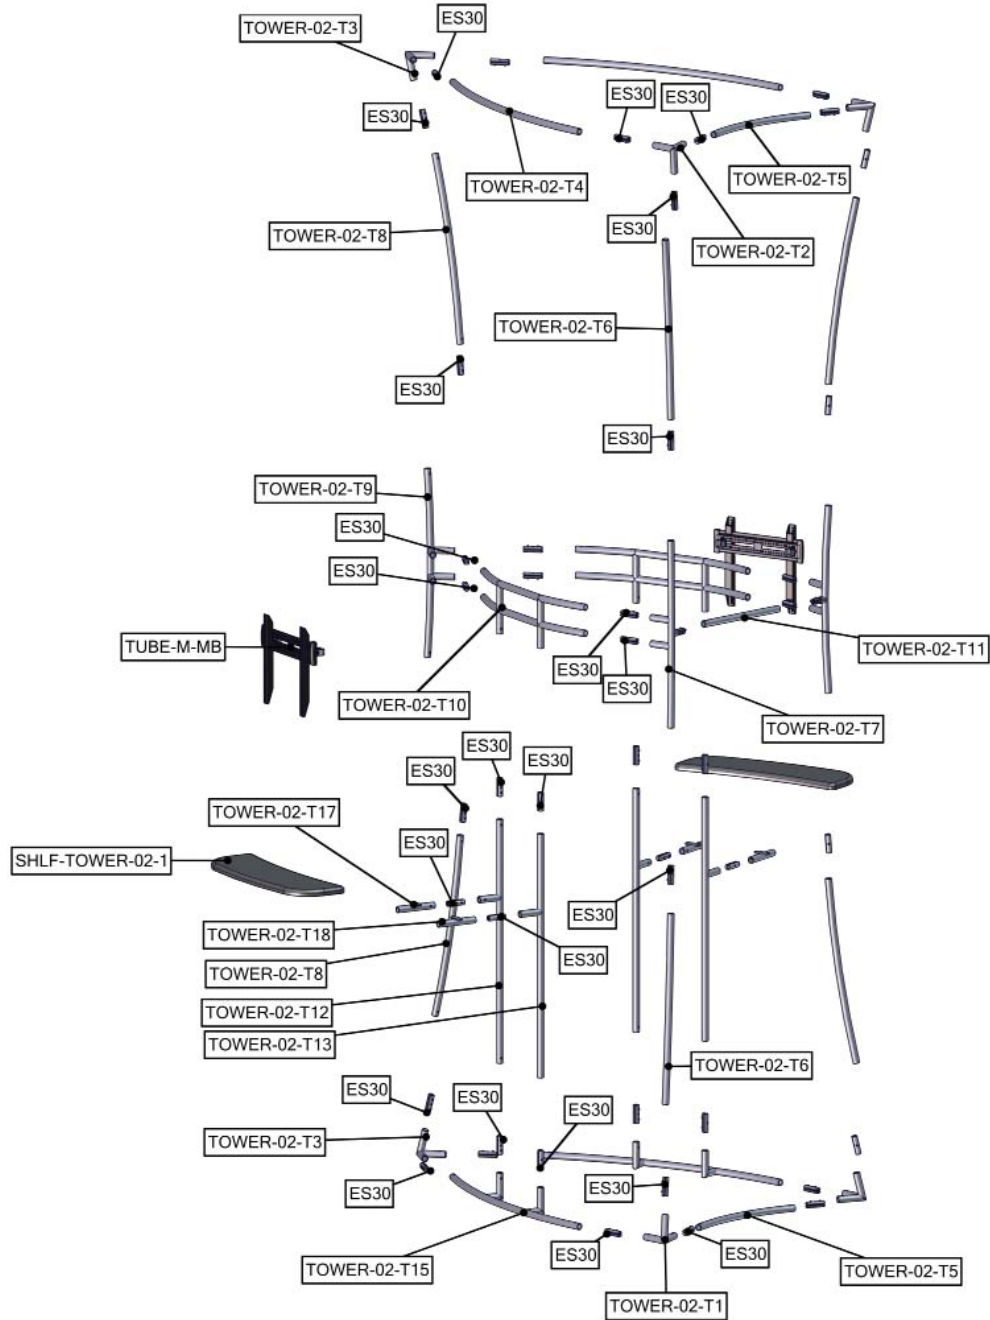 ES30
TOWER-02-T3
ES30
ES30
ES30
TOWER-02-T4
TOWER-02-T5
ES30
TOWER-02-T8
TOWER-02-T2
TOWER-02-T6
ES30
ES30
TOWER-02-T9
ES30
ES30
TUBE-M-MB
TOWER-02-T11
ES30
ES30
TOWER-02-T10
TOWER-02-T7
ES30
ES30
ES30
TOWER-02-T17
ES30
SHLF-TOWER-02-1
ES30
TOWER-02-T18
ES30
TOWER-02-T8
TOWER-02-T12
TOWER-02-T13
TOWER-02-T6
ES30
ES30
ES30
TOWER-02-T3
ES30
ES30
ES30
ES30
TOWER-02-T15
TOWER-02-T5
TOWER-02-T1